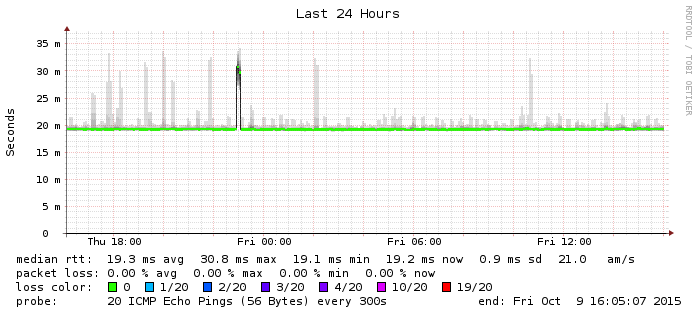 Last 24 Hours
RRDTOOL / TOBI OETIKER
Seconds
35 m
30 m
25 m
20 m
15 m
10 m
5 m
0
Thu 18:00 Fri 00:00 Fri 06:00 Fri 12:00
median rtt: 19.3 ms avg 30.8 ms max 19.1 ms min 19.2 ms now 0.9 ms sd 21.0 am/s
packet loss: 0.00 % avg 0.00 % max 0.00 % min 0.00 % now
loss color: 0 1/20 2/20 3/20 4/20 10/20 19/20
probe: 20 ICMP Echo Pings (56 Bytes) every 300s end: Fri Oct 9 16:05:07 2015